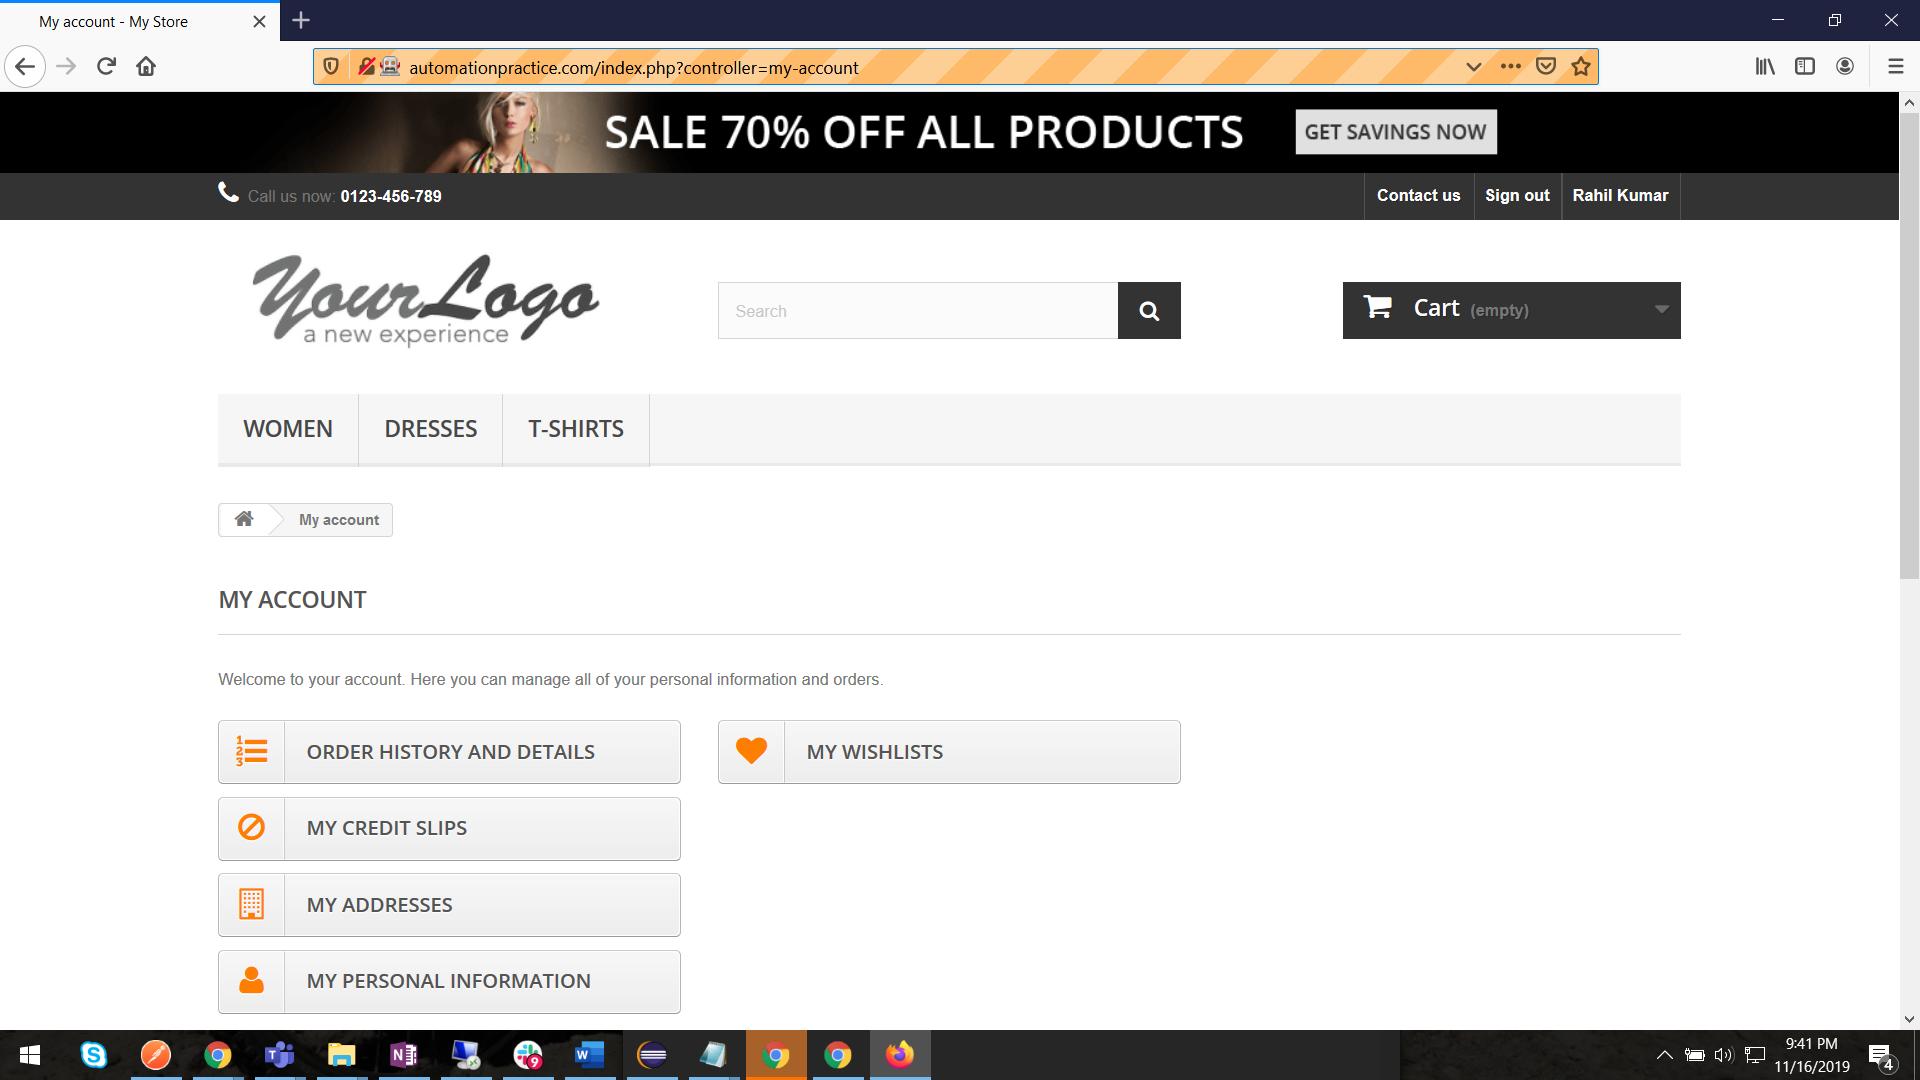 My account - My Store
automationpractice.com/index.php?controller=my-account
SALE 70% OFF ALL PRODUCTS GET SAVINGS NOW
Call us now: 0123-456-789 Contact us Sign out Rahil Kumar
Your Logo
a new experience
Search
Cart (empty)
WOMEN DRESSES T-SHIRTS
My account
MY ACCOUNT
Welcome to your account. Here you can manage all of your personal information and orders.
ORDER HISTORY AND DETAILS MY WISHLISTS
MY CREDIT SLIPS
MY ADDRESSES
MY PERSONAL INFORMATION
9:41 PM
11/16/2019
4